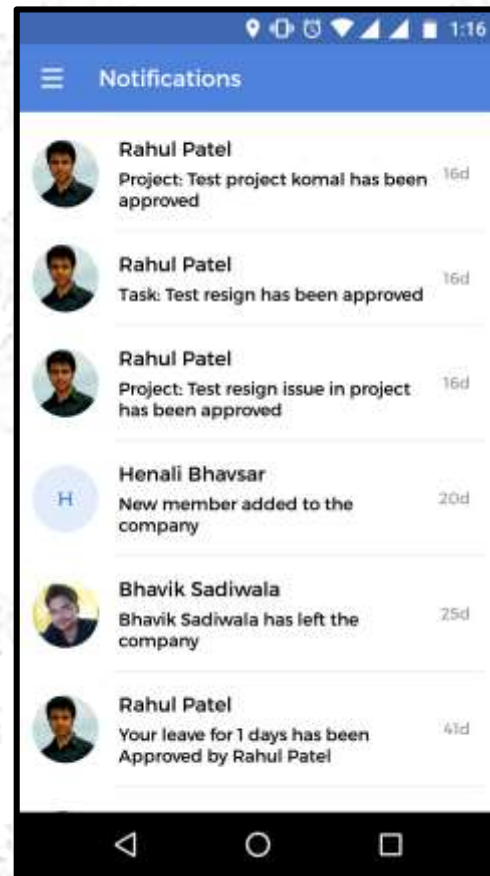 1:16
Notifications
Rahul Patel
Project: Test project komal has been
approved
16d
Rahul Patel
Task: Test resign has been approved
16d
Rahul Patel
Project: Test resign issue in project
has been approved
16d
H
Henali Bhavsar
New member added to the
company
20d
Bhavik Sadiwala
Bhavik Sadiwala has left the
company
25d
Rahul Patel
Your leave for 1 days has been
Approved by Rahul Patel
41d